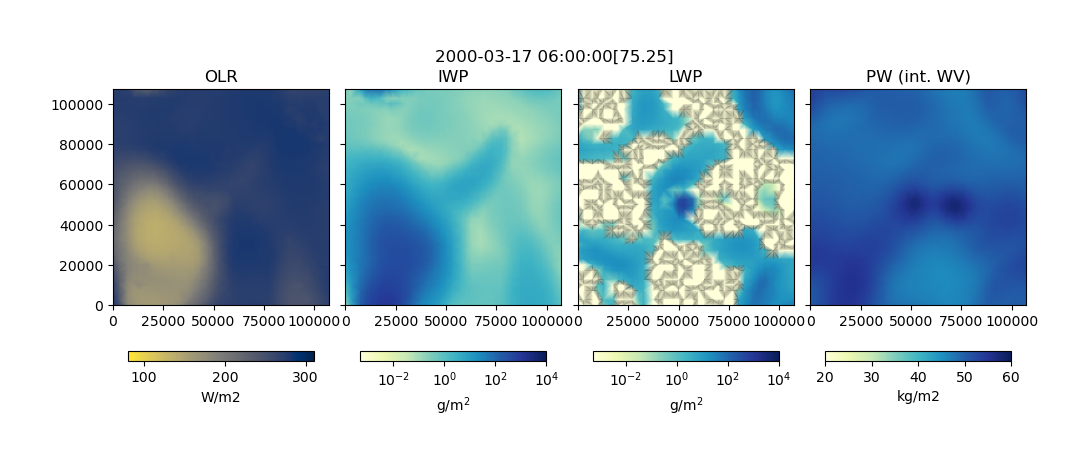 2000-03-17 06:00:00[75.25]
OLR IWP LWP PW (int. WV)
100000
80000
60000
40000
20000
0
0 25000 50000 75000 100000 0 25000 50000 75000 100000 0 25000 50000 75000 100000 0 25000 50000 75000 100000
100 200 300 10⁻² 10⁰ 10² 10⁴ 10⁻² 10⁰ 10² 10⁴ 20 30 40 50 60
W/m2 g/m² g/m² kg/m2